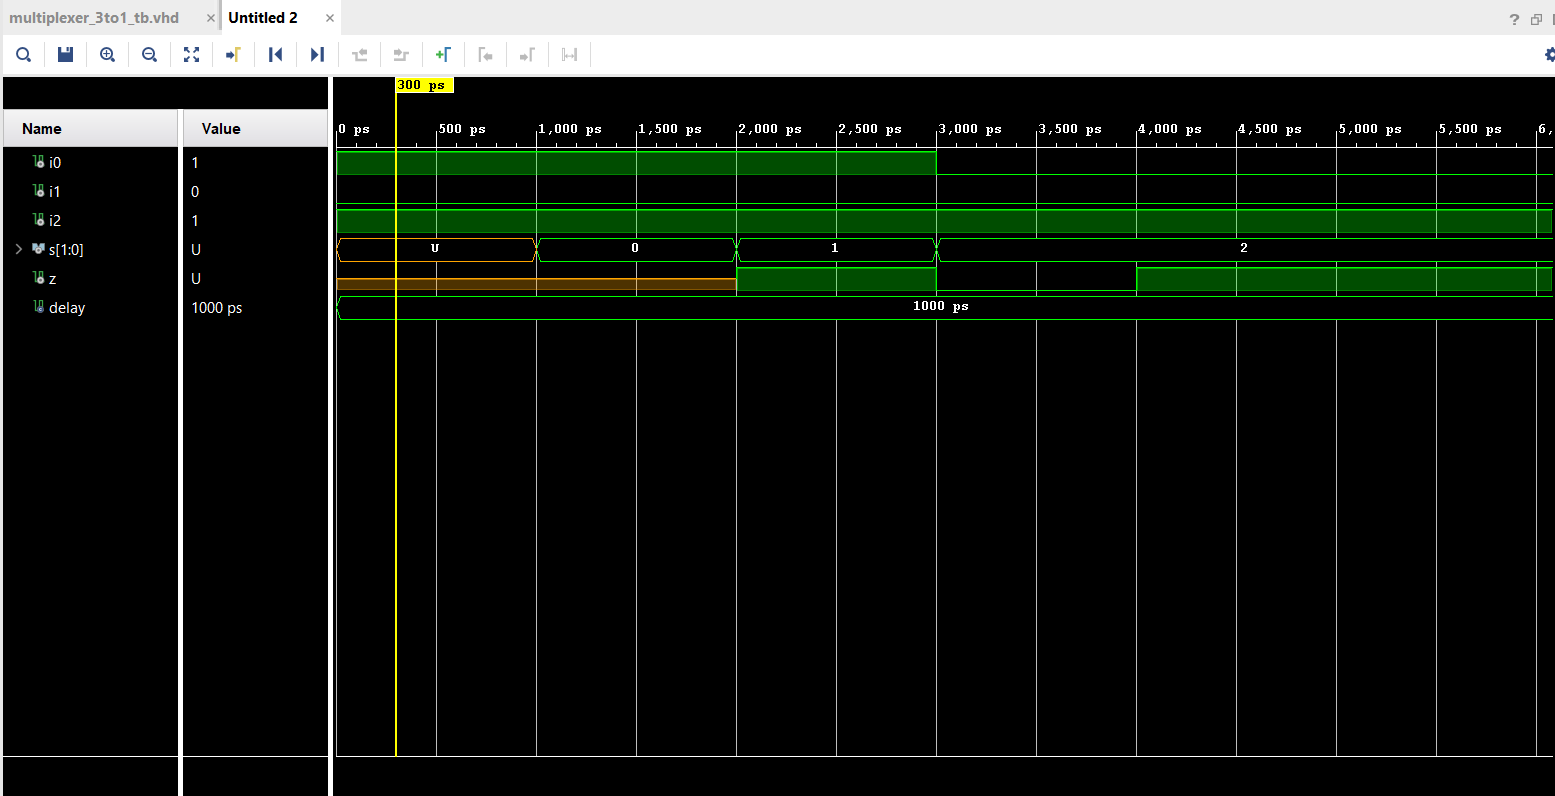 multiplexer_3to1_tb.vhd × Untitled 2 × ?
300 ps
Name Value
0 ps 500 ps 1,000 ps 1,500 ps 2,000 ps 2,500 ps 3,000 ps 3,500 ps 4,000 ps 4,500 ps 5,000 ps 5,500 ps 6,
i0 1
i1 0
i2 1
s[1:0] U U 0 1 2
z U
delay 1000 ps 1000 ps